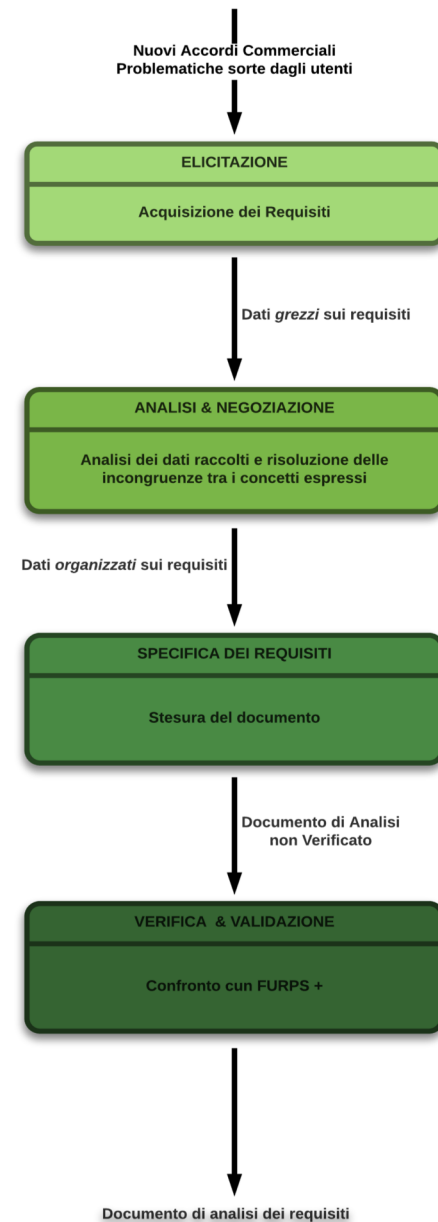 Nuovi Accordi Commerciali
Problematiche sorte dagli utenti
ELICITAZIONE
Acquisizione dei Requisiti
Dati grezzi sui requisiti
ANALISI & NEGOZIAZIONE
Analisi dei dati raccolti e risoluzione delle
incongruenze tra i concetti espressi
Dati organizzati sui requisiti
SPECIFICA DEI REQUISITI
Stesura del documento
Documento di Analisi
non Verificato
VERIFICA & VALIDAZIONE
Confronto cun FURPS +
Documento di analisi dei requisiti